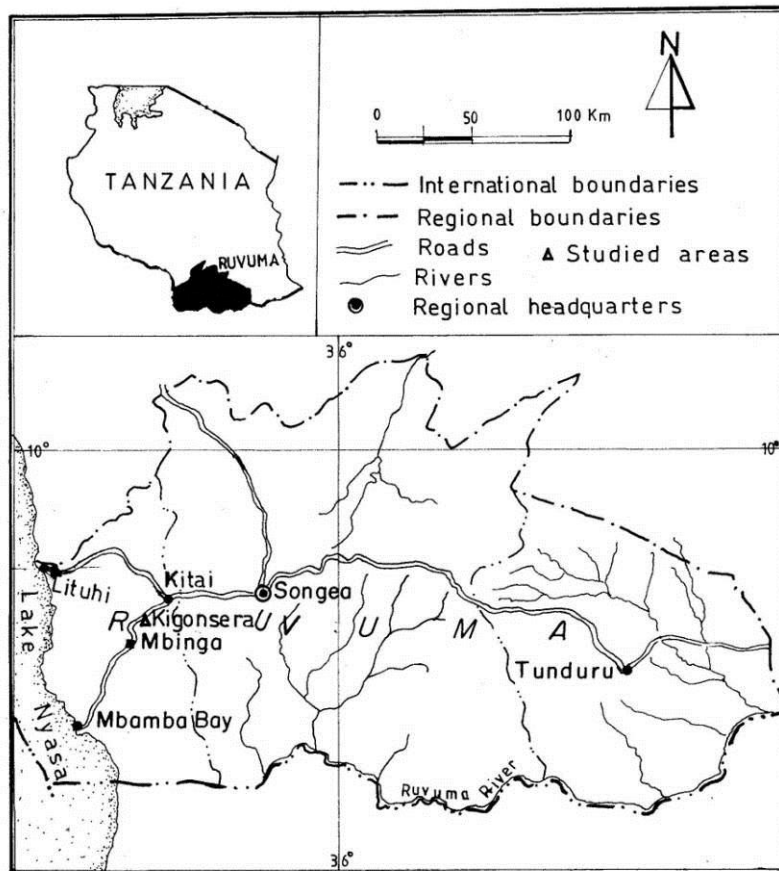 TANZANIA
RUVUMA
N
0 50 100 Km
International boundaries
Regional boundaries
Roads
Studied areas
Rivers
Regional headquarters
36°
10° 10°
Lituhi
Kitai
Songea
Kigonsera
R U V U M A
Mbinga
Tunduru
Mbamba Bay
Lake Nyasa
Ruvuma River
36°